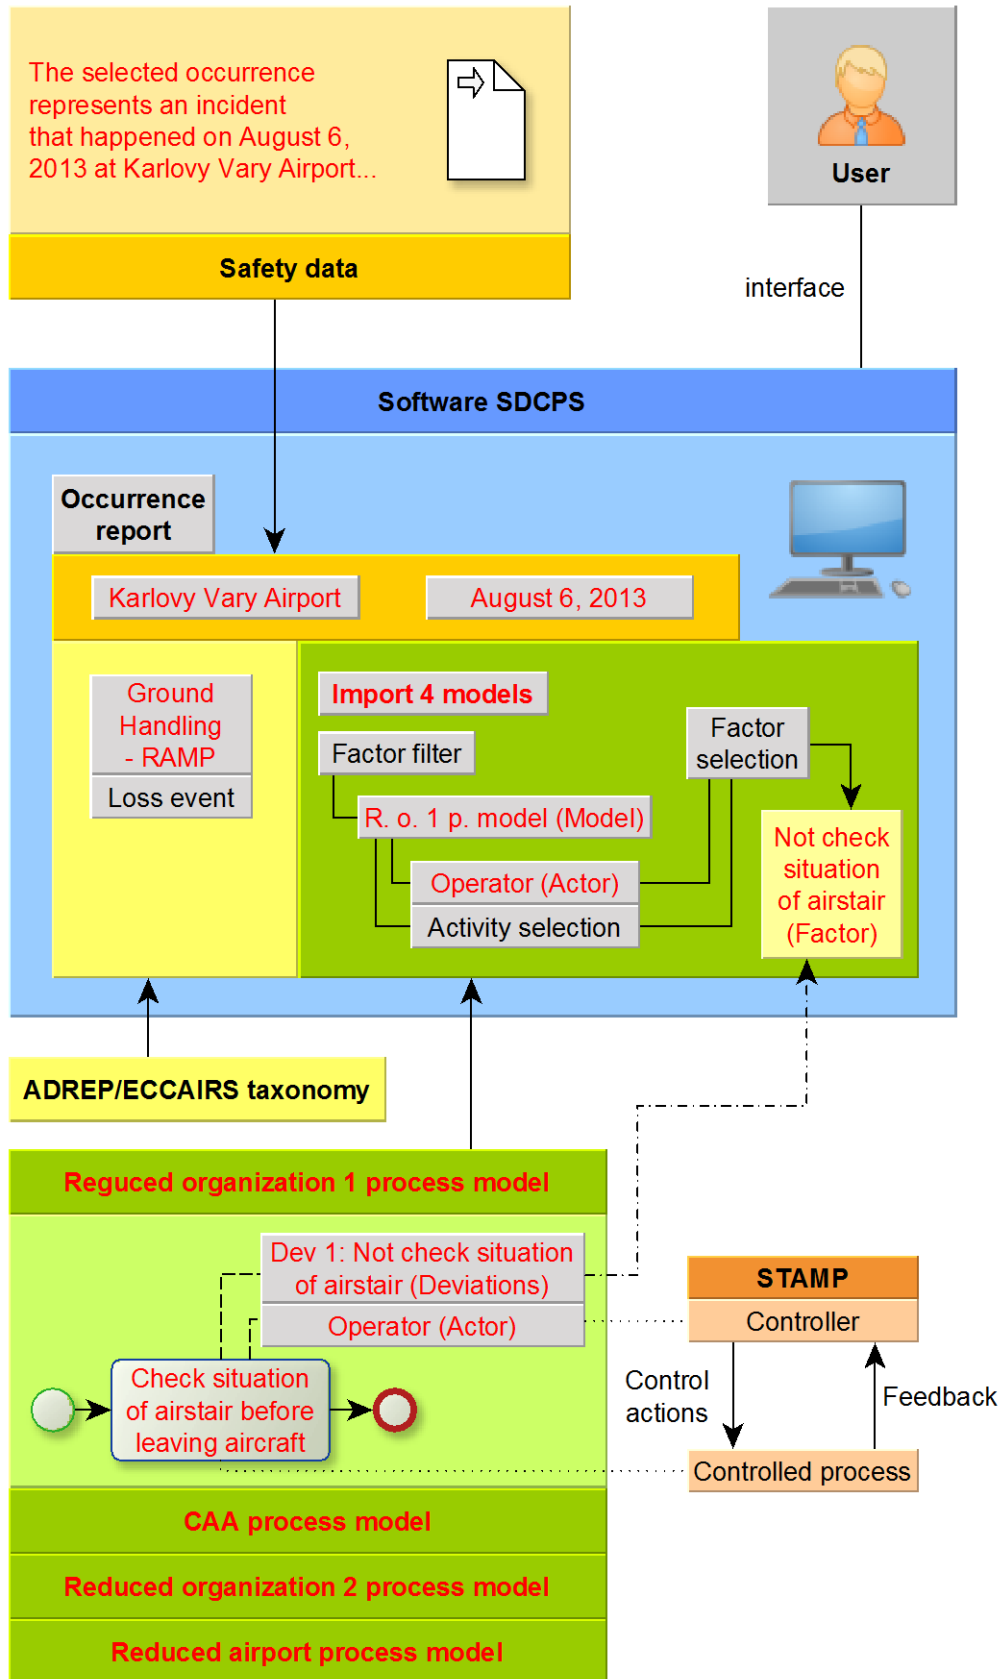 The selected occurrence
represents an incident
that happened on August 6,
2013 at Karlovy Vary Airport...
Safety data
User
interface
Software SDCPS
Occurrence
report
Karlovy Vary Airport
August 6, 2013
Ground
Handling
- RAMP
Loss event
Import 4 models
Factor filter
R. o. 1 p. model (Model)
Operator (Actor)
Activity selection
Factor
selection
Not check
situation
of airstair
(Factor)
ADREP/ECCAIRS taxonomy
Reguced organization 1 process model
Dev 1: Not check situation
of airstair (Deviations)
Operator (Actor)
Check situation
of airstair before
leaving aircraft
STAMP
Controller
Control
actions
Feedback
Controlled process
CAA process model
Reduced organization 2 process model
Reduced airport process model